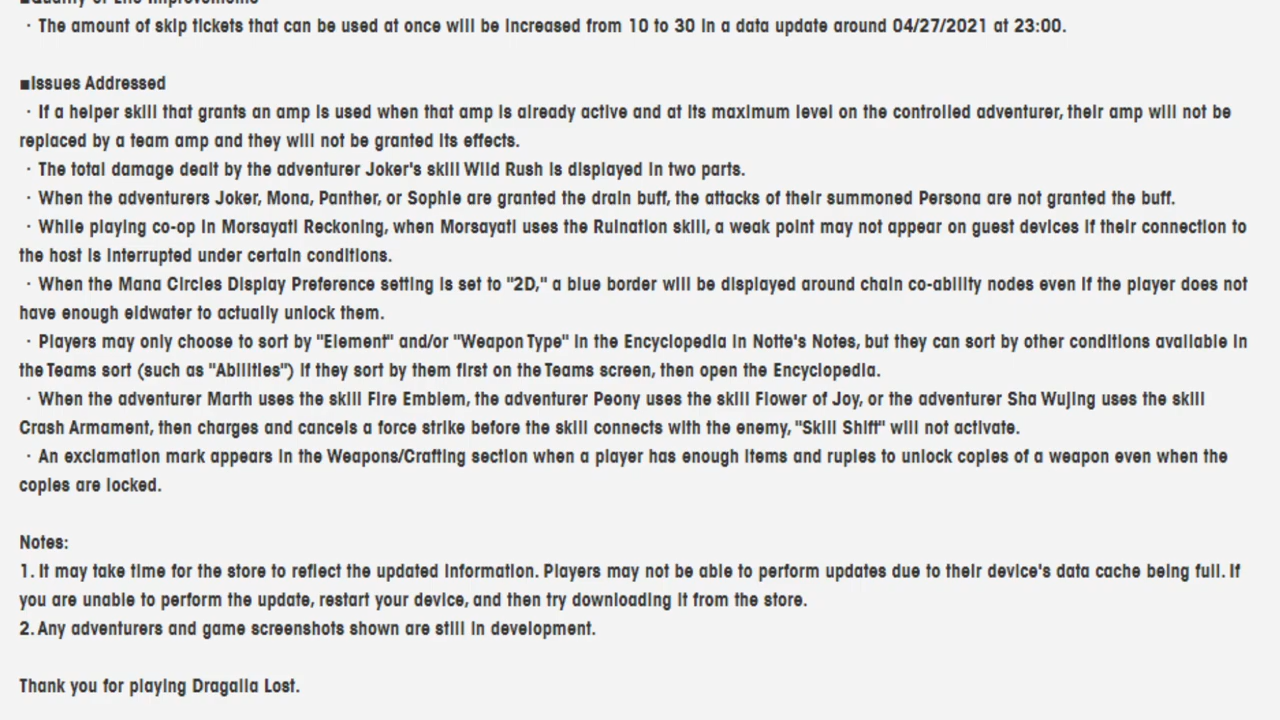 ■Quality of Life Improvements
・The amount of skip tickets that can be used at once will be increased from 10 to 30 in a data update around 04/27/2021 at 23:00.
■Issues Addressed
・If a helper skill that grants an amp is used when that amp is already active and at its maximum level on the controlled adventurer, their amp will not be
replaced by a team amp and they will not be granted its effects.
・The total damage dealt by the adventurer Joker's skill Wild Rush is displayed in two parts.
・When the adventurers Joker, Mona, Panther, or Sophie are granted the drain buff, the attacks of their summoned Persona are not granted the buff.
・While playing co-op in Morsayati Reckoning, when Morsayati uses the Ruination skill, a weak point may not appear on guest devices if their connection to
the host is interrupted under certain conditions.
・When the Mana Circles Display Preference setting is set to "2D," a blue border will be displayed around chain co-ability nodes even if the player does not
have enough eldwater to actually unlock them.
・Players may only choose to sort by "Element" and/or "Weapon Type" in the Encyclopedia in Notte's Notes, but they can sort by other conditions available in
the Teams sort (such as "Abilities") if they sort by them first on the Teams screen, then open the Encyclopedia.
・When the adventurer Marth uses the skill Fire Emblem, the adventurer Peony uses the skill Flower of Joy, or the adventurer Sha Wujing uses the skill
Crash Armament, then charges and cancels a force strike before the skill connects with the enemy, "Skill Shift" will not activate.
・An exclamation mark appears in the Weapons/Crafting section when a player has enough items and rupies to unlock copies of a weapon even when the
copies are locked.
Notes:
1. It may take time for the store to reflect the updated information. Players may not be able to perform updates due to their device's data cache being full. If
you are unable to perform the update, restart your device, and then try downloading it from the store.
2. Any adventurers and game screenshots shown are still in development.
Thank you for playing Dragalia Lost.